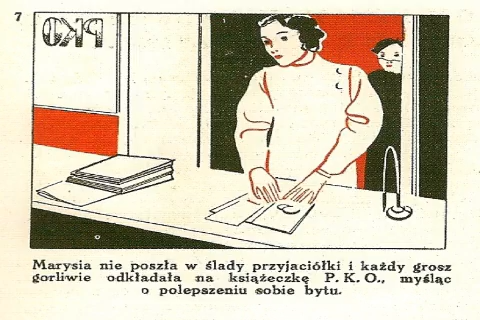 7
PKO
Marysia nie poszła w ślady przyjaciółki i każdy grosz
gorliwie odkładała na książeczkę P. K. O., myśląc
o polepszeniu sobie bytu.